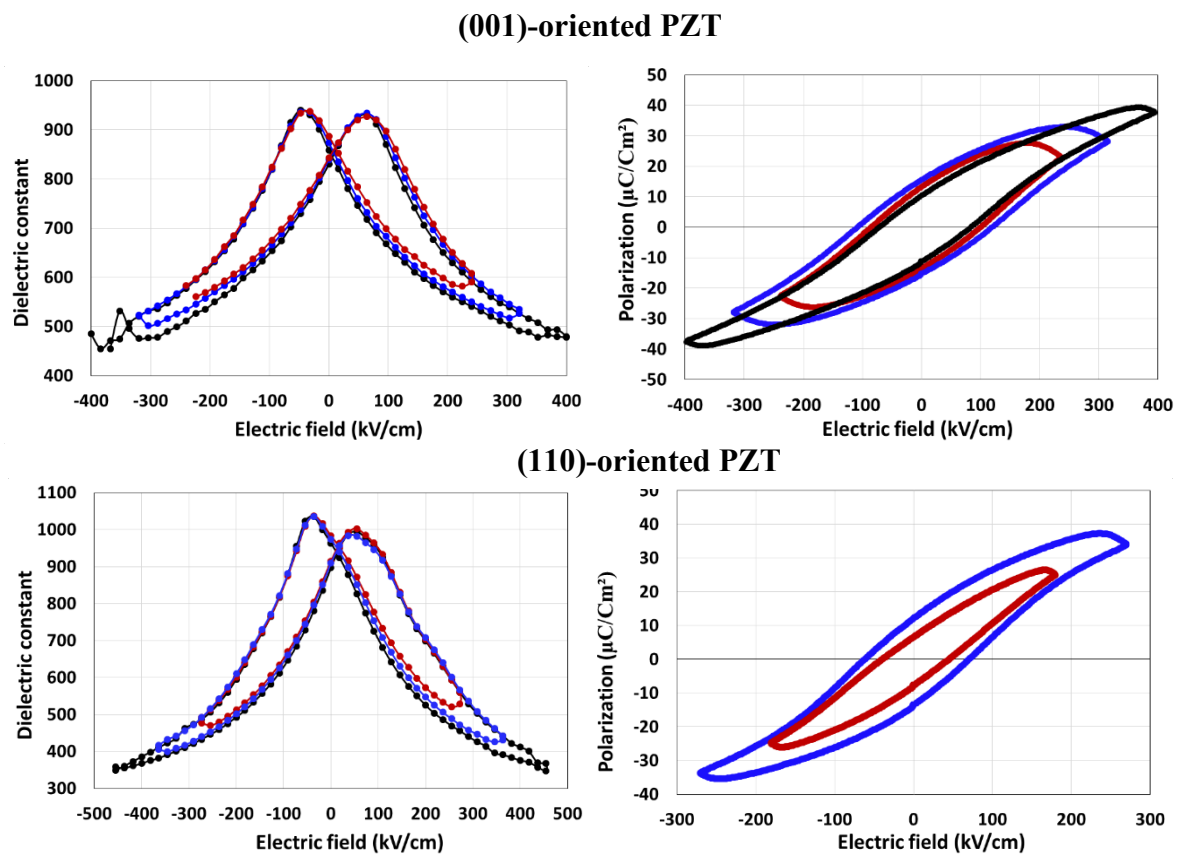 (001)-oriented PZT
1000
900
800
700
600
500
400
Dielectric constant
-400 -300 -200 -100 0 100 200 300 400
Electric field (kV/cm)
50
40
30
20
10
0
-10
-20
-30
-40
-50
Polarization (µC/Cm²)
-400 -300 -200 -100 0 100 200 300 400
Electric field (kV/cm)
(110)-oriented PZT
1100
1000
900
800
700
600
500
400
300
Dielectric constant
-500 -400 -300 -200 -100 0 100 200 300 400 500
Electric field (kV/cm)
50
40
30
20
10
0
-10
-20
-30
-40
Polarization (µC/Cm²)
-300 -200 -100 0 100 200 300
Electric field (kV/cm)